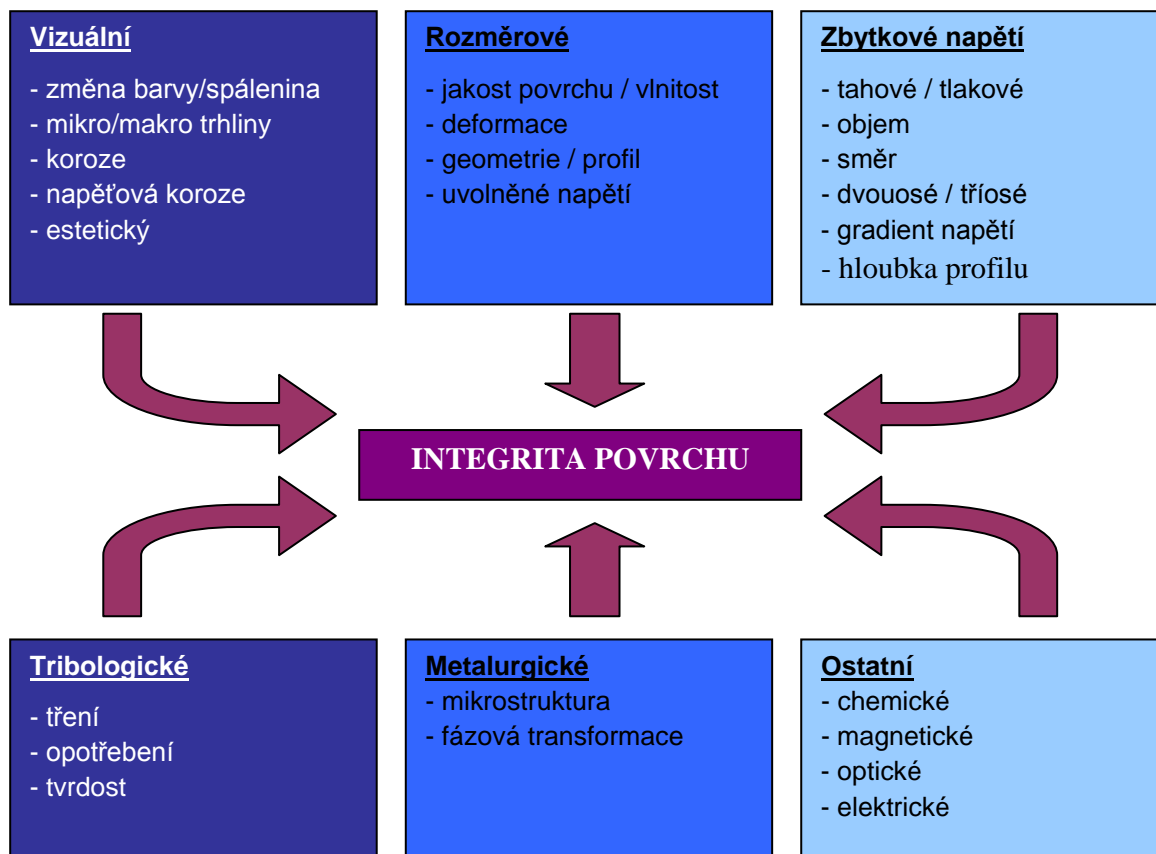 Vizuální
- změna barvy/spálenina
- mikro/makro trhliny
- koroze
- napěťová koroze
- estetický
Rozměrové
- jakost povrchu / vlnitost
- deformace
- geometrie / profil
- uvolněné napětí
Zbytkové napětí
- tahové / tlakové
- objem
- směr
- dvouosé / tříosé
- gradient napětí
- hloubka profilu
INTEGRITA POVRCHU
Tribologické
- tření
- opotřebení
- tvrdost
Metalurgické
- mikrostruktura
- fázová transformace
Ostatní
- chemické
- magnetické
- optické
- elektrické